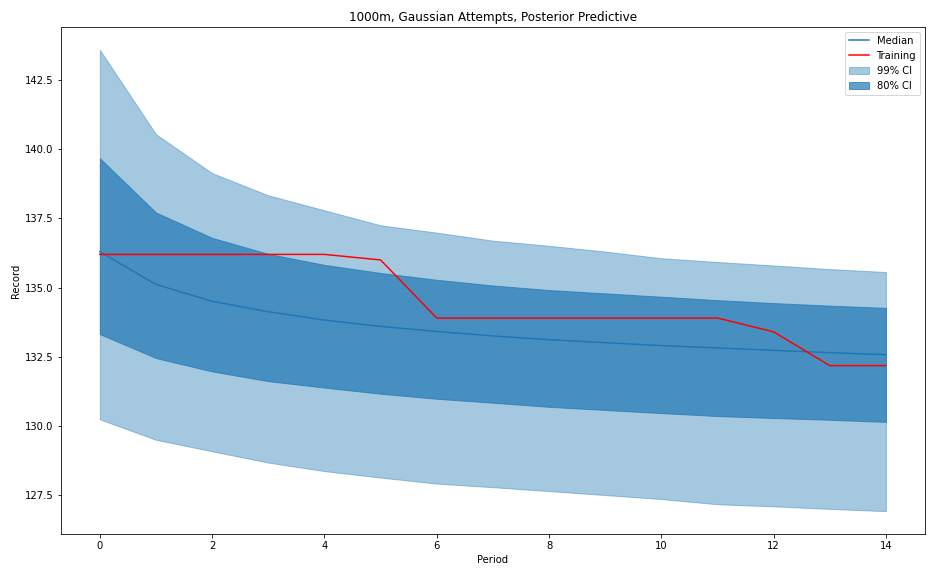 1000m, Gaussian Attempts, Posterior Predictive
Median
Training
99% CI
80% CI
142.5
140.0
137.5
135.0
132.5
130.0
127.5
Record
0 2 4 6 8 10 12 14
Period